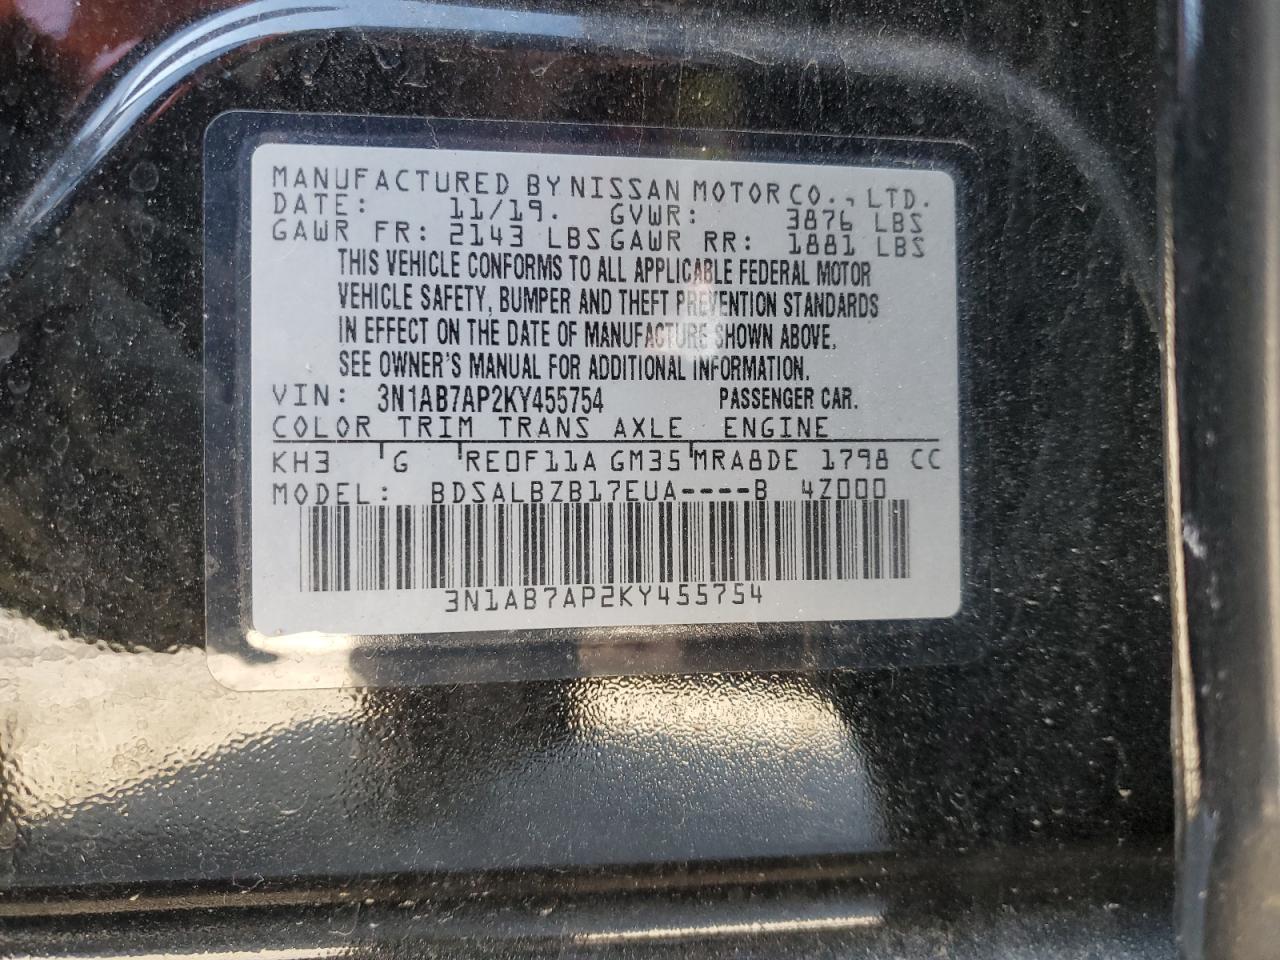 MANUFACTURED BY NISSAN MOTOR CO., LTD.
DATE: 11/19. GVWR: 3876 LBS
GAWR FR: 2143 LBS GAWR RR: 1881 LBS
THIS VEHICLE CONFORMS TO ALL APPLICABLE FEDERAL MOTOR
VEHICLE SAFETY, BUMPER AND THEFT PREVENTION STANDARDS
IN EFFECT ON THE DATE OF MANUFACTURE SHOWN ABOVE.
SEE OWNER'S MANUAL FOR ADDITIONAL INFORMATION.
VIN: 3N1AB7AP2KY455754 PASSENGER CAR.
COLOR TRIM TRANS AXLE ENGINE
KH3 G RE0F11A GM35 MRA8DE 1798 CC
MODEL: BDSALBZB17EUA----B 4Z000
3N1AB7AP2KY455754